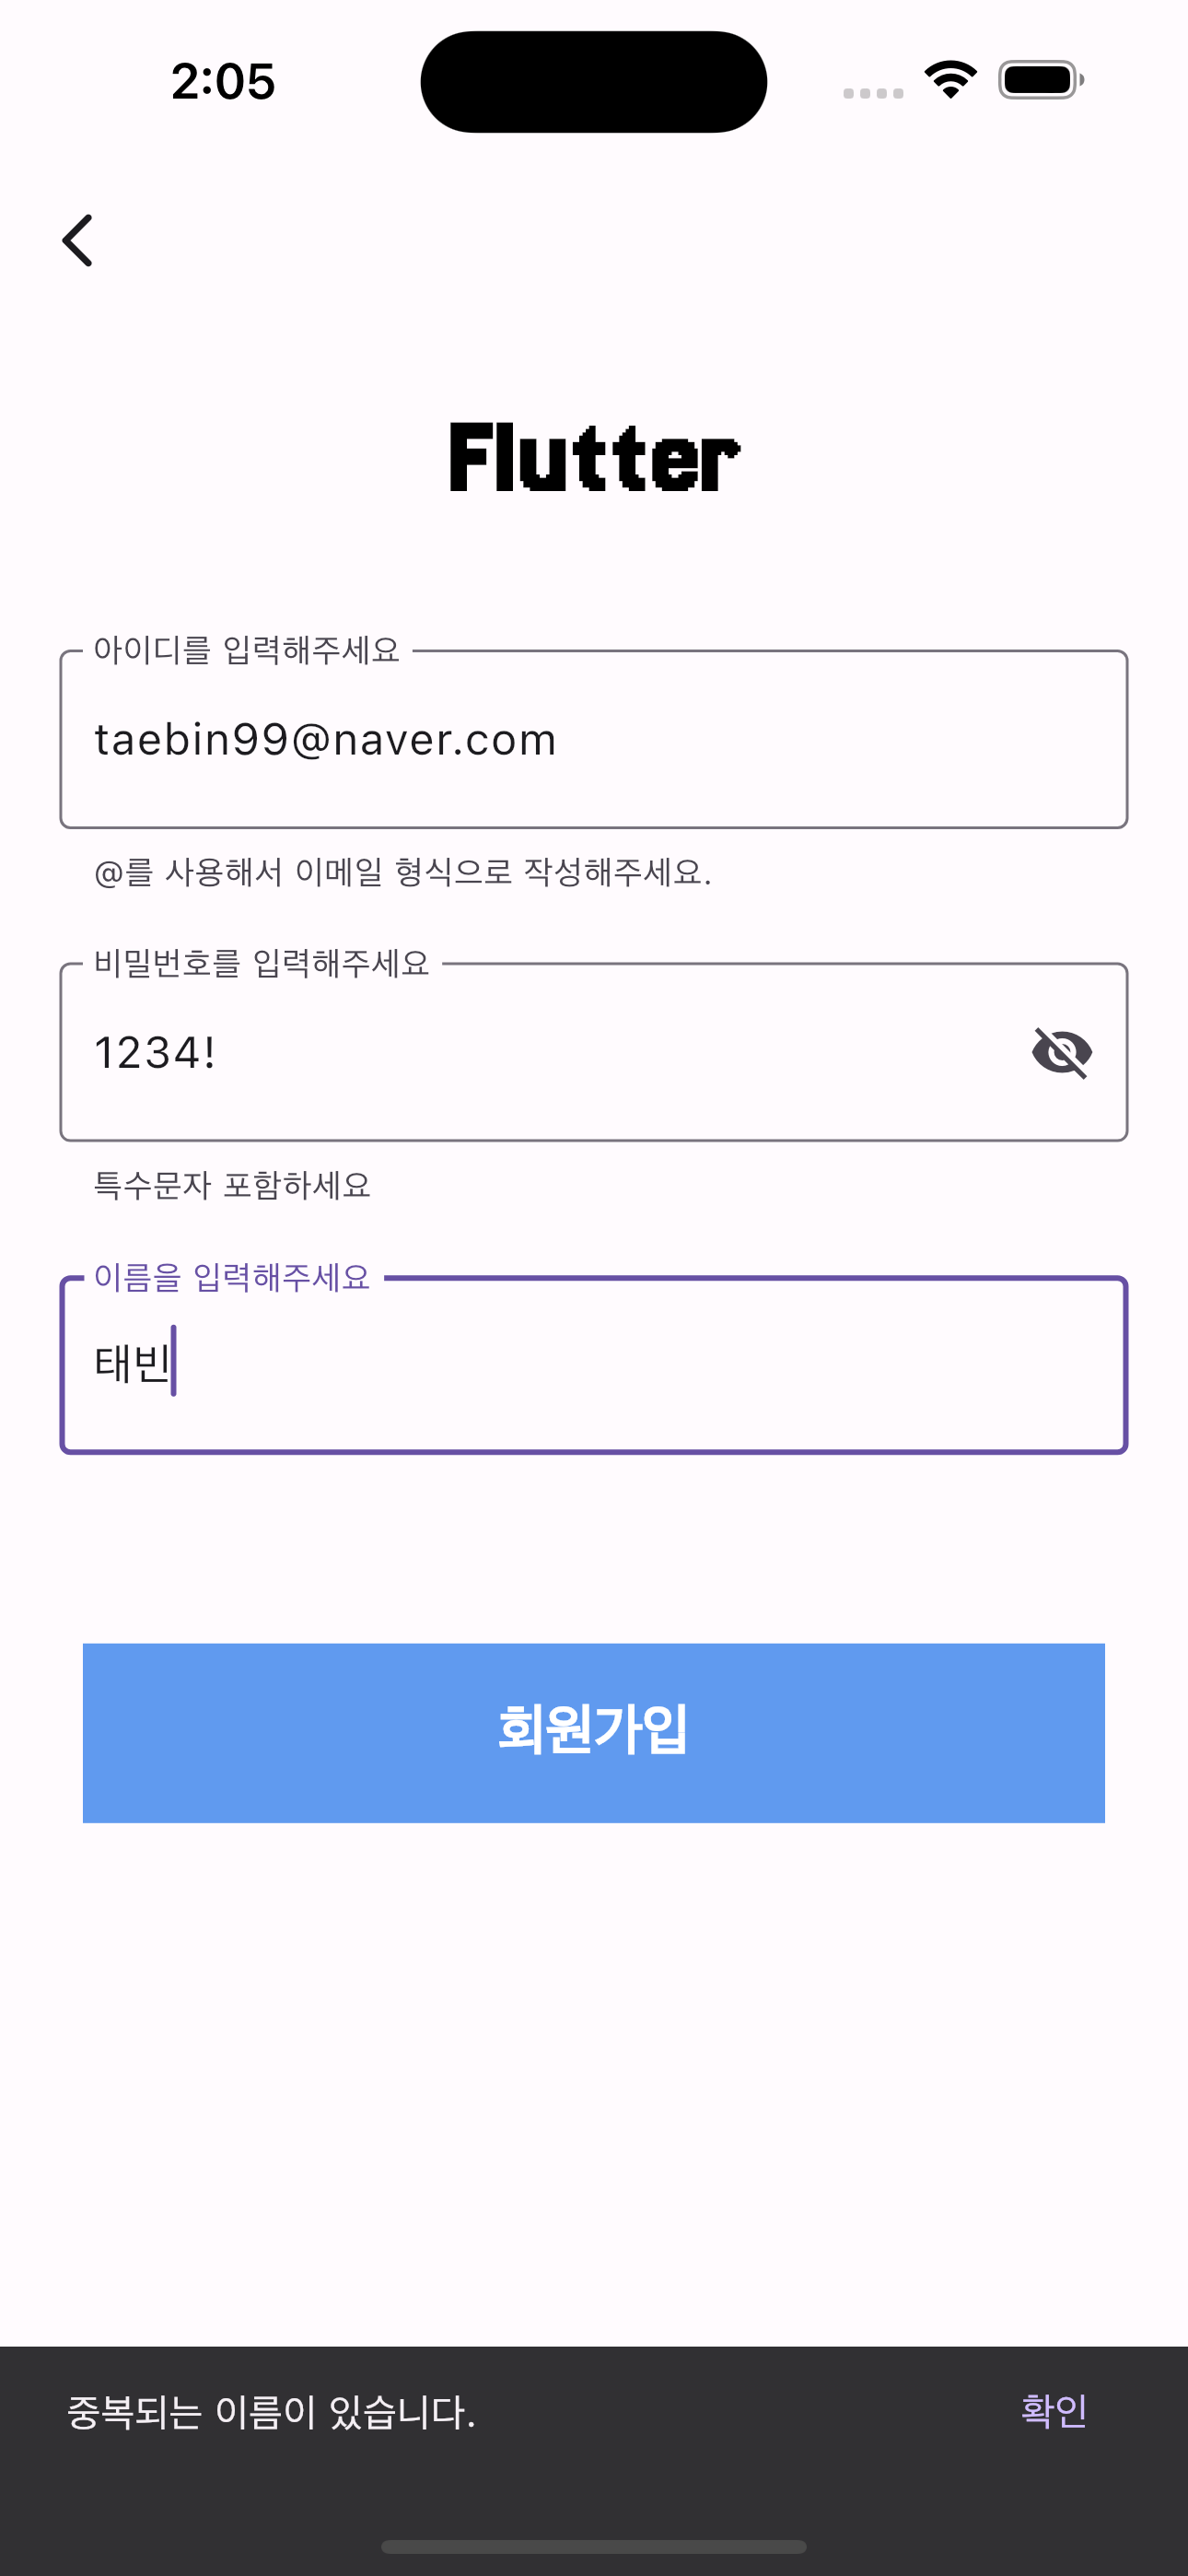 2:05
Flutter
아이디를 입력해주세요
taebin99@naver.com
@를 사용해서 이메일 형식으로 작성해주세요.
비밀번호를 입력해주세요
1234!
특수문자 포함하세요
이름을 입력해주세요
태빈
회원가입
중복되는 이름이 있습니다.
확인